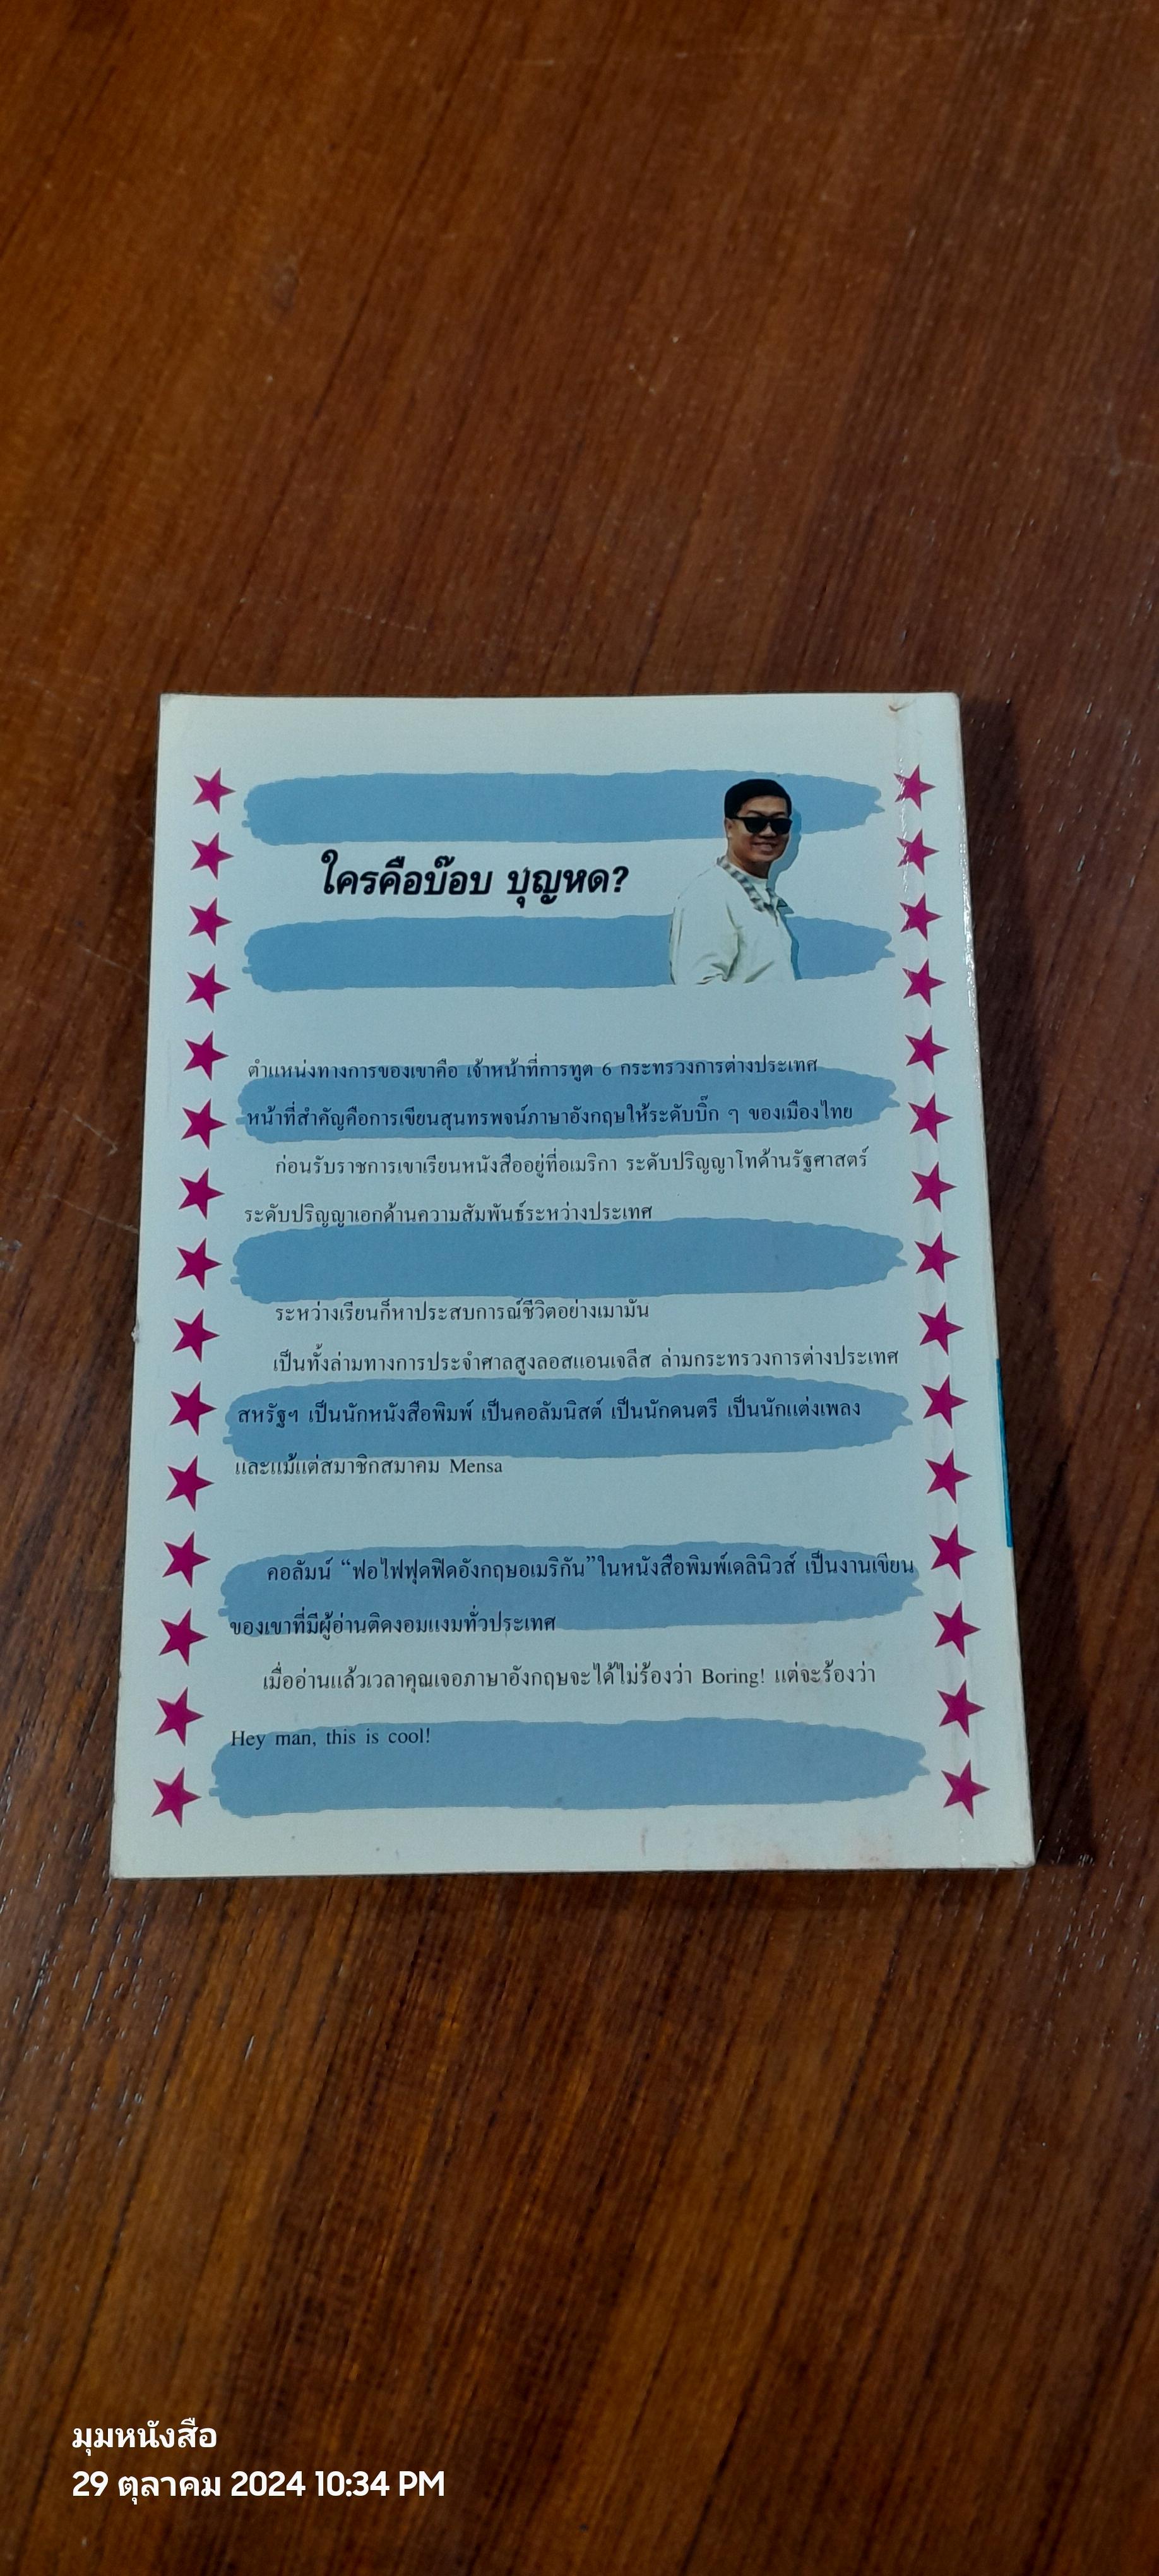 ใครคือบ๊อบ บุญหด?
ตำแหน่งทางการของเขาคือ เจ้าหน้าที่การทูต 6 กระทรวงการต่างประเทศ
หน้าที่สำคัญคือการเขียนสุนทรพจน์ภาษาอังกฤษให้ระดับบิ๊ก ๆ ของเมืองไทย
ก่อนรับราชการเขาเรียนหนังสืออยู่ที่อเมริกา ระดับปริญญาโทด้านรัฐศาสตร์
ระดับปริญญาเอกด้านความสัมพันธ์ระหว่างประเทศ
ระหว่างเรียนก็หาประสบการณ์ชีวิตอย่างเมามัน
เป็นทั้งล่ามทางการประจำศาลสูงลอสแอนเจลีส ล่ามกระทรวงการต่างประเทศ
สหรัฐฯ เป็นนักหนังสือพิมพ์ เป็นคอลัมนิสต์ เป็นนักดนตรี เป็นนักแต่งเพลง
และแม้แต่สมาชิกสมาคม Mensa
คอลัมน์ “ฟอไฟฟุดฟิดอังกฤษอเมริกัน”ในหนังสือพิมพ์เดลินิวส์ เป็นงานเขียน
ของเขาที่มีผู้อ่านติดงอมแงมทั่วประเทศ
เมื่ออ่านแล้วเวลาคุณเจอภาษาอังกฤษจะได้ไม่ร้องว่า Boring! แต่จะร้องว่า
Hey man, this is cool!
มุมหนังสือ
29 ตุลาคม 2024 10:34 PM